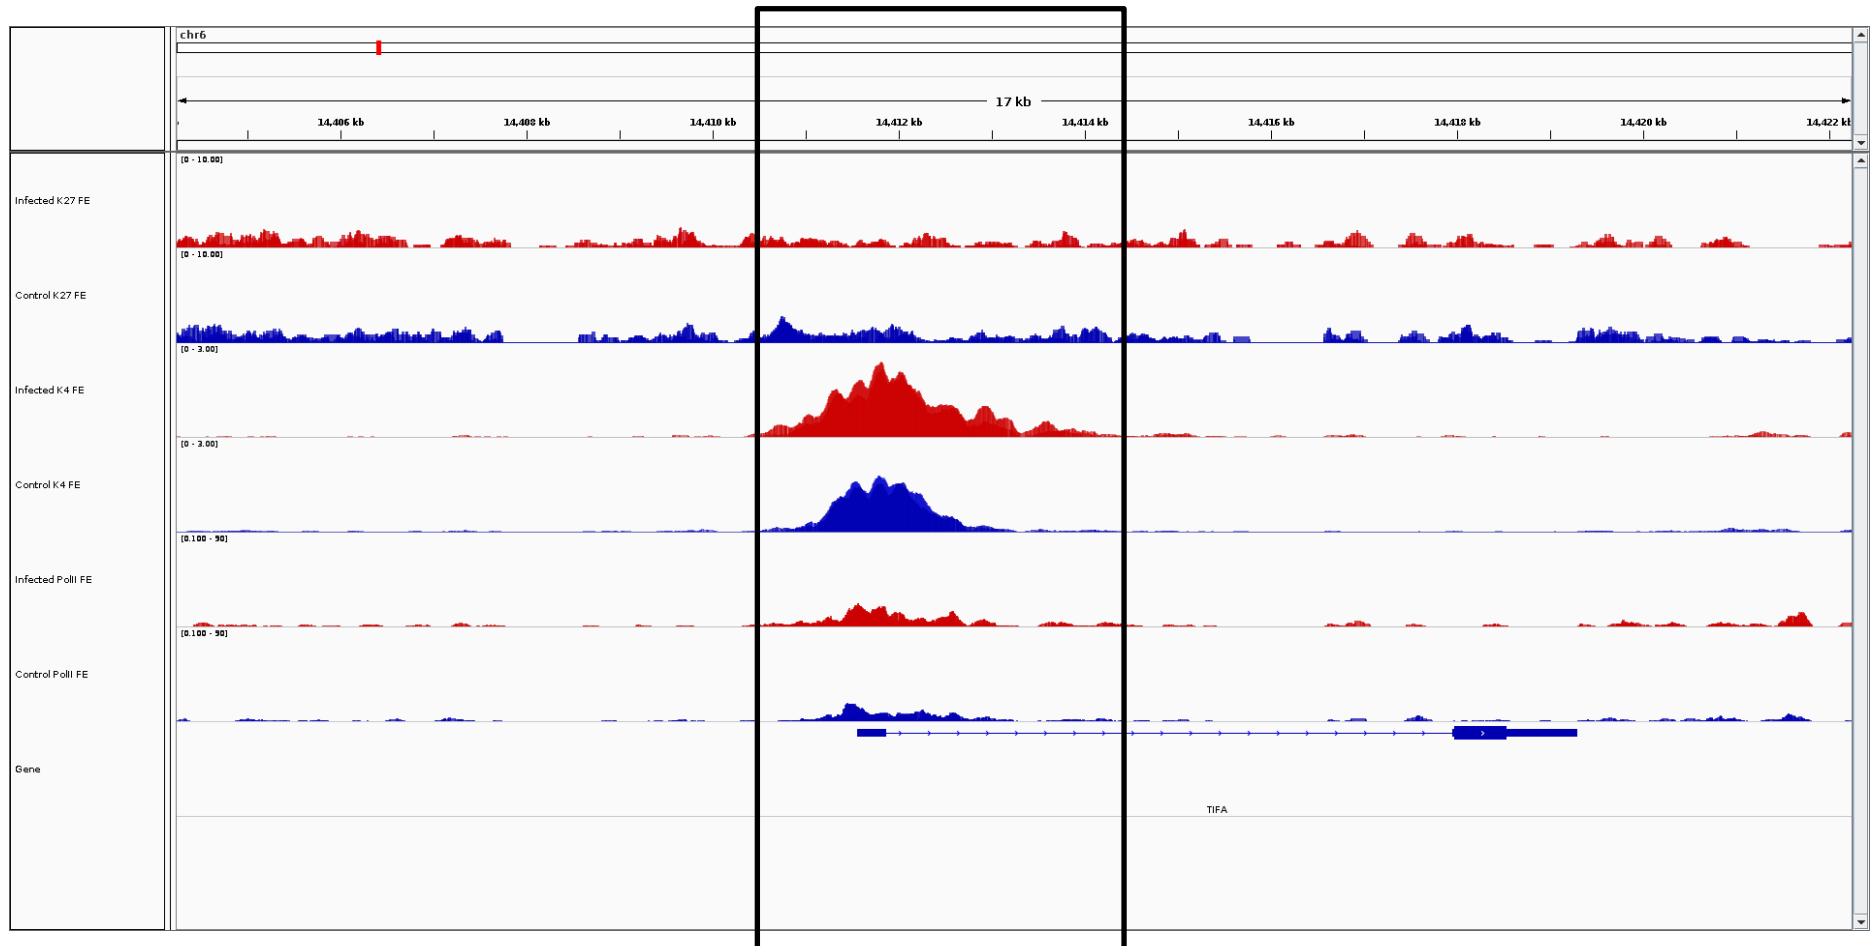 chr6
17 kb
14,406 kb 14,408 kb 14,410 kb 14,412 kb 14,414 kb 14,416 kb 14,418 kb 14,420 kb 14,422 kb
[0 - 10.00]
Infected K27 FE
[0 - 10.00]
Control K27 FE
[0 - 3.00]
Infected K4 FE
[0 - 3.00]
Control K4 FE
[0.100 - 90]
Infected PolII FE
[0.100 - 90]
Control PolII FE
Gene
TIFA